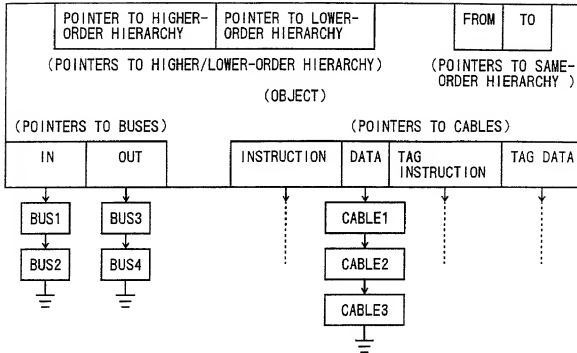 POINTER TO HIGHER-
ORDER HIERARCHY
POINTER TO LOWER-
ORDER HIERARCHY
FROM
TO
(POINTERS TO HIGHER/LOWER-ORDER HIERARCHY)
(POINTERS TO SAME-
ORDER HIERARCHY )
(OBJECT)
(POINTERS TO BUSES)
(POINTERS TO CABLES)
IN
OUT
INSTRUCTION
DATA
TAG
INSTRUCTION
TAG DATA
BUS1
BUS3
CABLE1
BUS2
BUS4
CABLE2
CABLE3